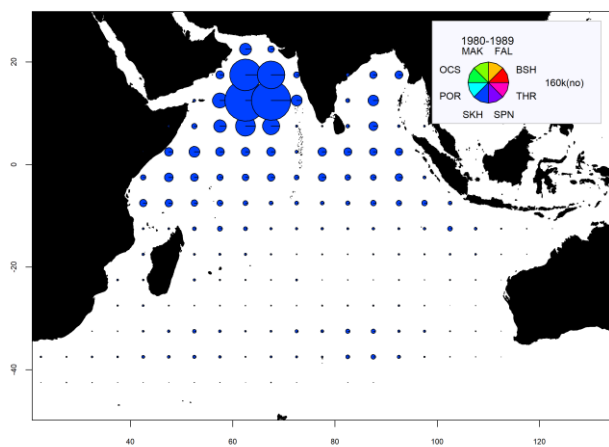 1980-1989
MAK FAL
OCS BSH
160k(no)
POR THR
SKH SPN
20
0
-20
-40
40 60 80 100 120